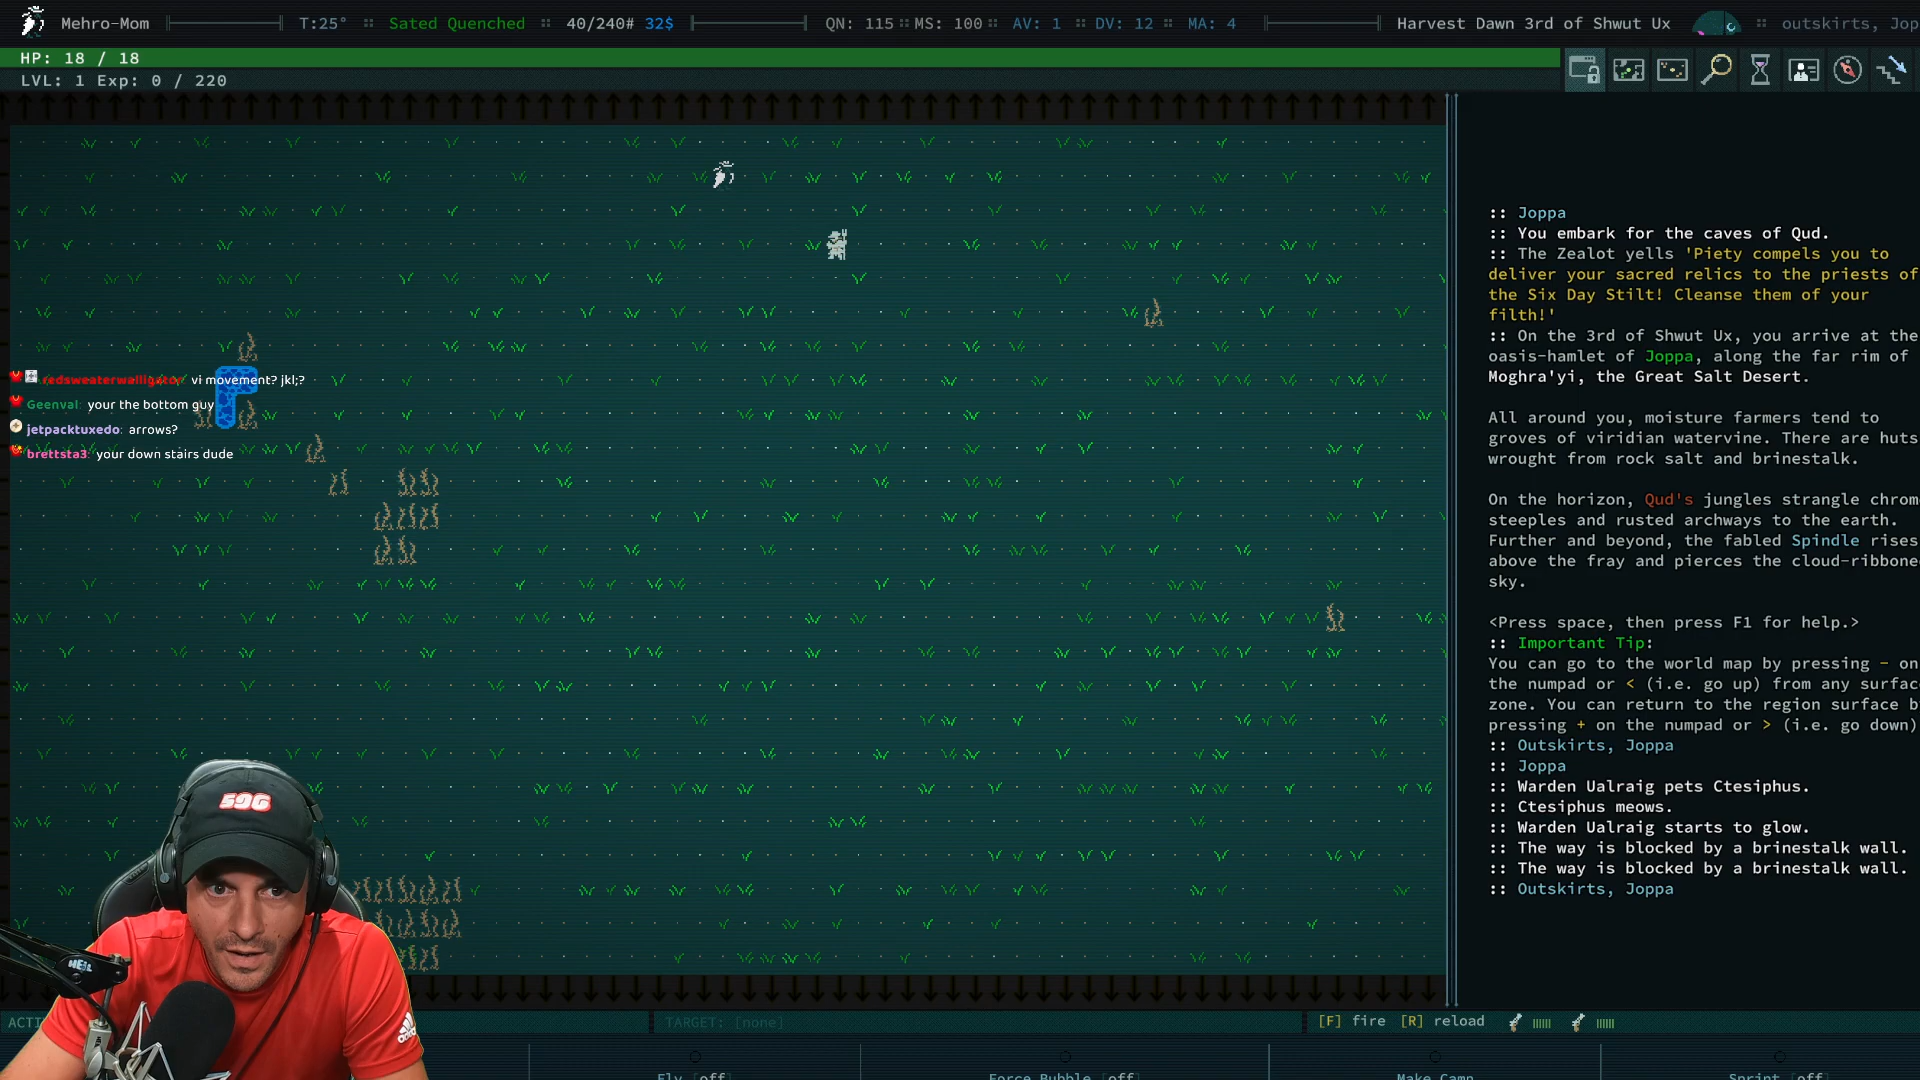 Mehro-Mom T:25° :: Sated Quenched :: 40/240# 32$ QN: 115 :: MS: 100 :: AV: 1 :: DV: 12 :: MA: 4 Harvest Dawn 3rd of Shwut Ux :: outskirts, Jop
HP: 18 / 18
LVL: 1 Exp: 0 / 220
redsweaterwalligator: vi movement? jkl;?
Geenval: your the bottom guy
jetpacktuxedo: arrows?
brettsta3: your down stairs dude
:: Joppa
:: You embark for the caves of Qud.
:: The Zealot yells 'Piety compels you to
deliver your sacred relics to the priests of
the Six Day Stilt! Cleanse them of your
filth!'
:: On the 3rd of Shwut Ux, you arrive at the
oasis-hamlet of Joppa, along the far rim of
Moghra'yi, the Great Salt Desert.
All around you, moisture farmers tend to
groves of viridian watervine. There are huts
wrought from rock salt and brinestalk.
On the horizon, Qud's jungles strangle chrom
steeples and rusted archways to the earth.
Further and beyond, the fabled Spindle rises
above the fray and pierces the cloud-ribbone
sky.
<Press space, then press F1 for help.>
:: Important Tip:
You can go to the world map by pressing - on
the numpad or < (i.e. go up) from any surfac
zone. You can return to the region surface b
pressing + on the numpad or > (i.e. go down)
:: Outskirts, Joppa
:: Joppa
:: Warden Ualraig pets Ctesiphus.
:: Ctesiphus meows.
:: Warden Ualraig starts to glow.
:: The way is blocked by a brinestalk wall.
:: The way is blocked by a brinestalk wall.
:: Outskirts, Joppa
5OG
HEIL
adidas
ACTI
TARGET: [none]
[F] fire [R] reload
Fly [off] Force Bubble [off] Make Camp Sprint [off]